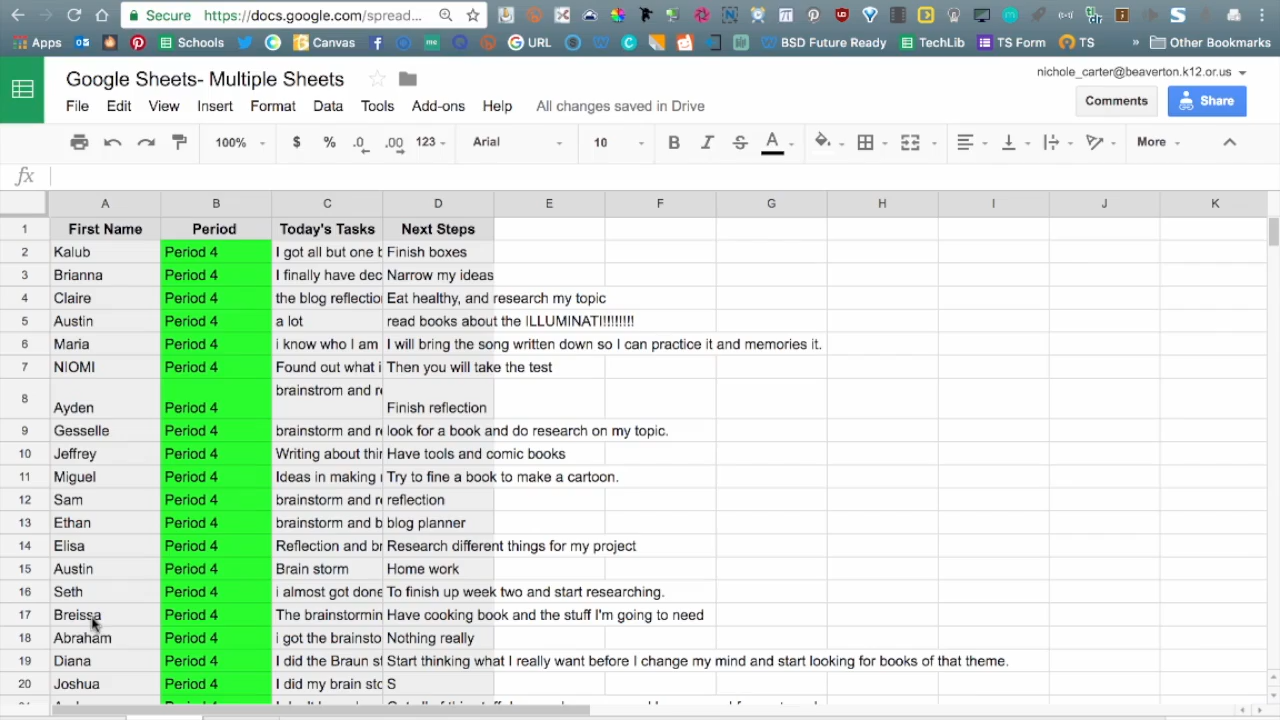 Secure https://docs.google.com/spread...
Apps Schools Canvas URL BSD Future Ready TechLib TS Form TS » Other Bookmarks
Google Sheets- Multiple Sheets
nichole_carter@beaverton.k12.or.us
File Edit View Insert Format Data Tools Add-ons Help All changes saved in Drive
Comments Share
100% $ % .0 .00 123 Arial 10 B I S A More
fx
A B C D E F G H I J K
1 First Name Period Today's Tasks Next Steps
2 Kalub Period 4 I got all but one b Finish boxes
3 Brianna Period 4 I finally have dec Narrow my ideas
4 Claire Period 4 the blog reflection Eat healthy, and research my topic
5 Austin Period 4 a lot read books about the ILLUMINATI!!!!!!!!!
6 Maria Period 4 i know who I am I will bring the song written down so I can practice it and memories it.
7 NIOMI Period 4 Found out what i Then you will take the test
8 Ayden Period 4 brainstrom and re Finish reflection
9 Gesselle Period 4 brainstorm and re look for a book and do research on my topic.
10 Jeffrey Period 4 Writing about thin Have tools and comic books
11 Miguel Period 4 Ideas in making Try to fine a book to make a cartoon.
12 Sam Period 4 brainstorm and re reflection
13 Ethan Period 4 brainstorm and b blog planner
14 Elisa Period 4 Reflection and br Research different things for my project
15 Austin Period 4 Brain storm Home work
16 Seth Period 4 i almost got done To finish up week two and start researching.
17 Breissa Period 4 The brainstormin Have cooking book and the stuff I'm going to need
18 Abraham Period 4 i got the brainsto Nothing really
19 Diana Period 4 I did the Braun st Start thinking what I really want before I change my mind and start looking for books of that theme.
20 Joshua Period 4 I did my brain sto S